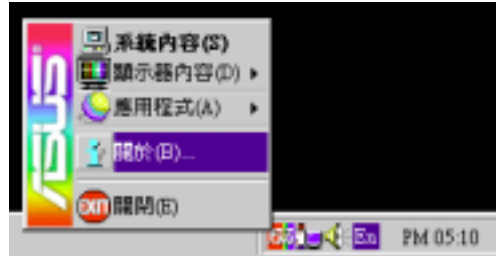 系統內容(S)
顯示器內容(D)
應用程式(A)
關於(B)...
EXIT 關閉(E)
ASUS
En PM 05:10